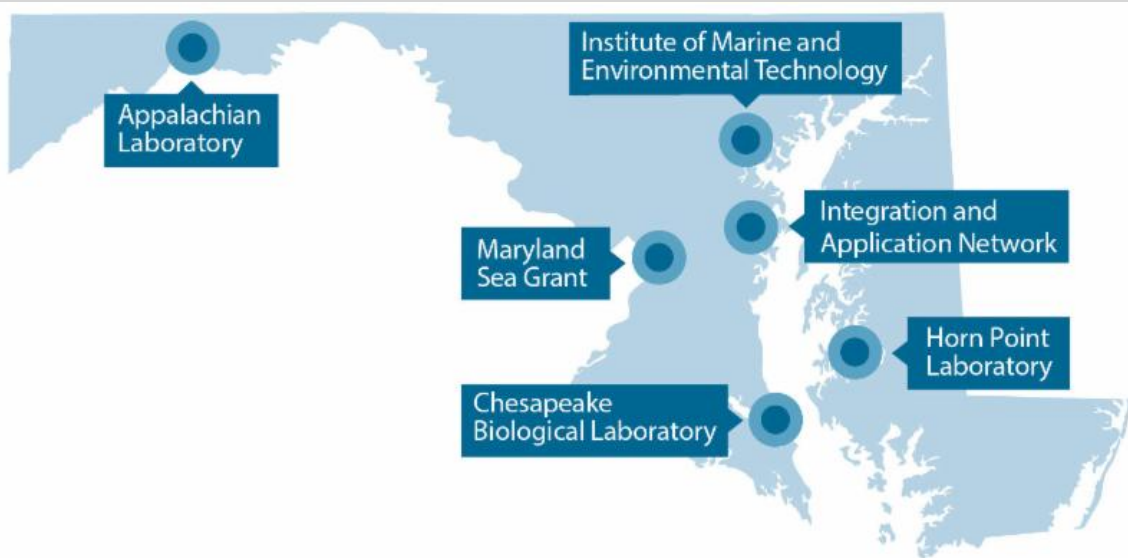 Institute of Marine and
Environmental Technology
Appalachian
Laboratory
Integration and
Application Network
Maryland
Sea Grant
Horn Point
Laboratory
Chesapeake
Biological Laboratory